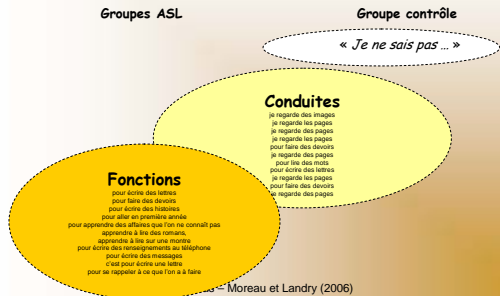 Groupes ASL
Groupe contrôle
« Je ne sais pas … »
Conduites
je regarde des images
je regarde les pages
je regarde des pages
je regarde les pages
pour faire des devoirs
je regarde des pages
pour lire des mots
pour écrire des lettres
je regarde les pages
pour faire des devoirs
je regarde des pages
Fonctions
pour écrire des lettres
pour faire des devoirs
pour écrire des histoires
pour aller en première année
pour apprendre des affaires que l'on ne connaît pas
apprendre à lire des romans,
apprendre à lire sur une montre
pour écrire des renseignements au téléphone
pour écrire des messages
c'est pour écrire une lettre
pour se rappeler à ce que l'on a à faire
– Moreau et Landry (2006)